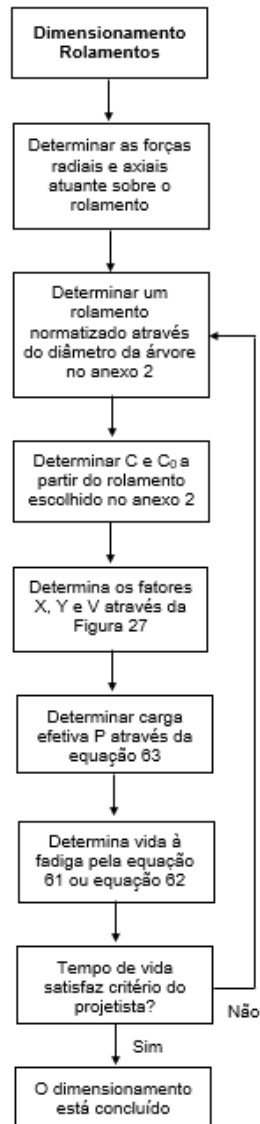 Dimensionamento
Rolamentos
Determinar as forças
radiais e axiais
atuante sobre o
rolamento
Determinar um
rolamento
normatizado através
do diâmetro da árvore
no anexo 2
Determinar C e C₀ a
partir do rolamento
escolhido no anexo 2
Determina os fatores
X, Y e V através da
Figura 27
Determinar carga
efetiva P através da
equação 63
Determina vida à
fadiga pela equação
61 ou equação 62
Tempo de vida
satisfaz critério do
projetista?
Não
Sim
O dimensionamento
está concluído